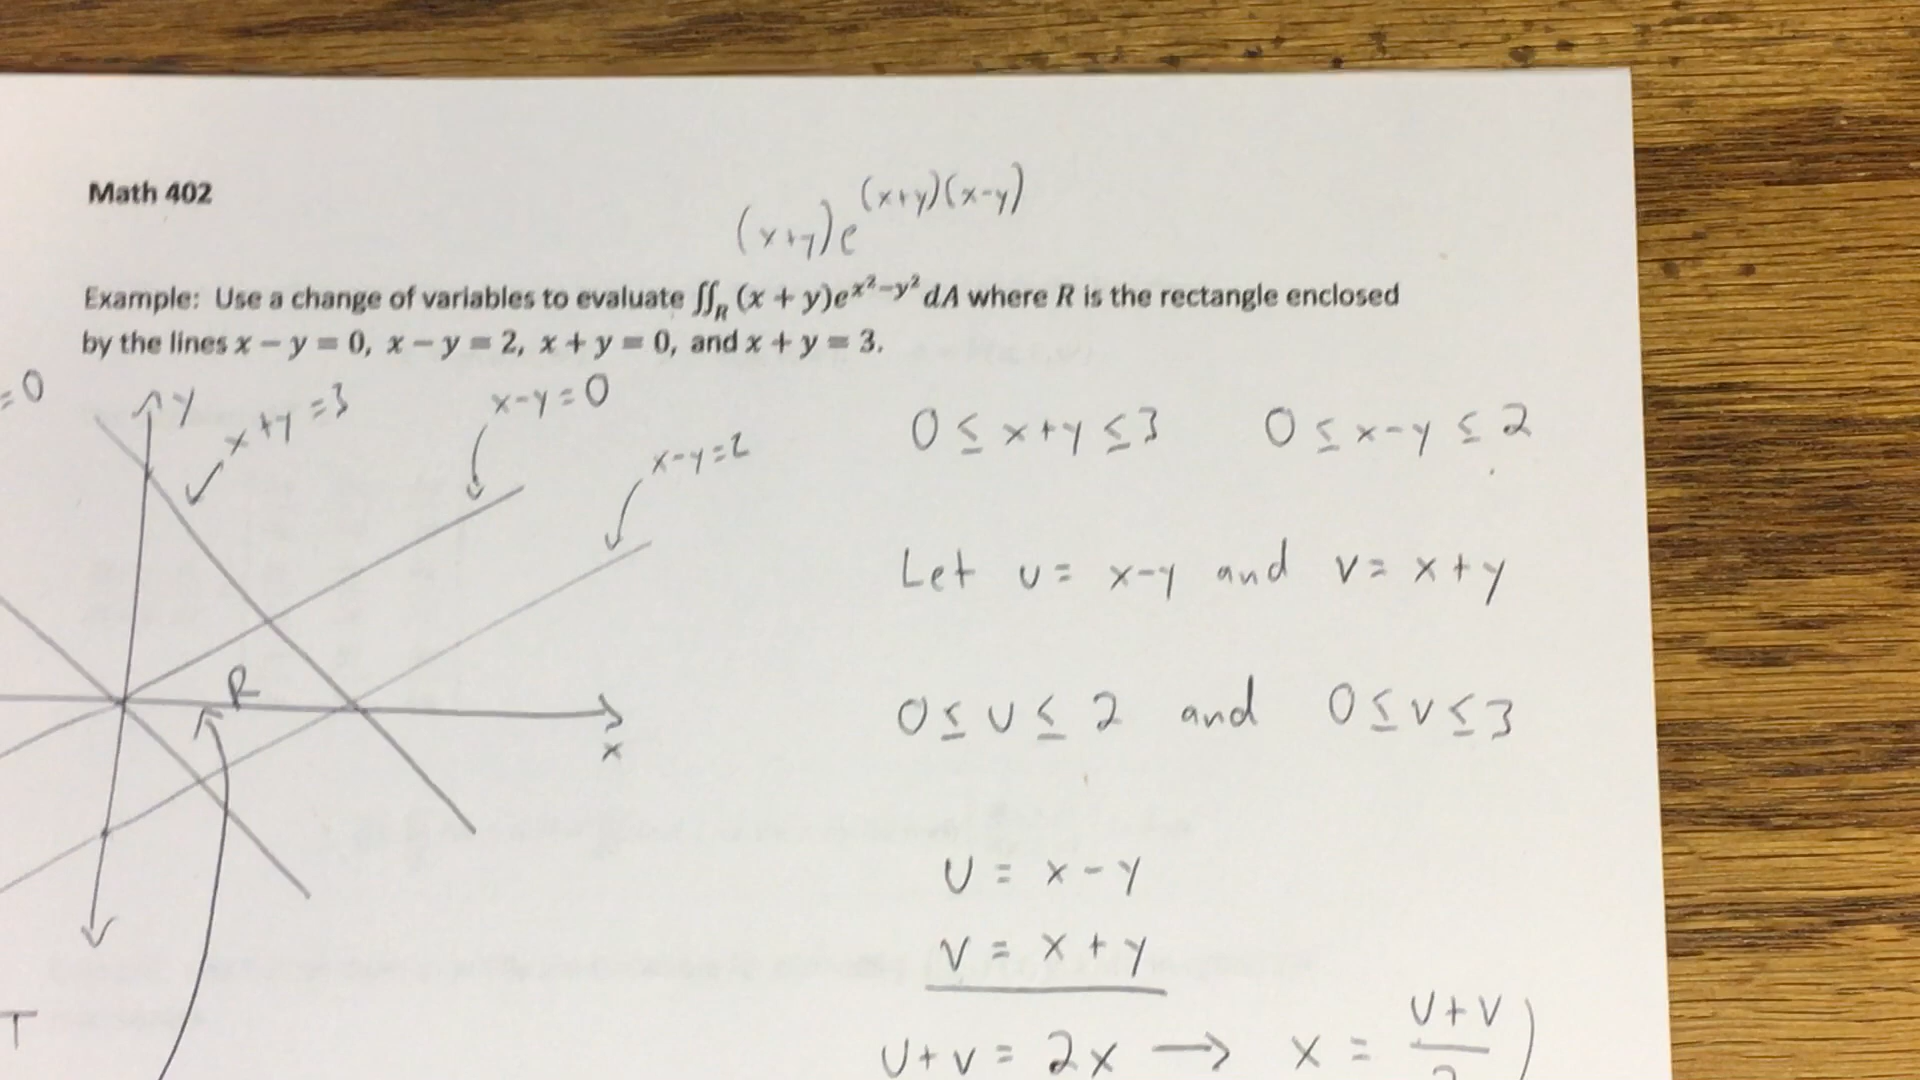 Math 402
(x+y)e^{(x+y)(x-y)}
Example: Use a change of variables to evaluate ∬_R (x + y)e^{x²−y²} dA where R is the rectangle enclosed
by the lines x − y = 0, x − y = 2, x + y = 0, and x + y = 3.
=0
y
x+y=3
x-y=0
x-y=2
R
x
T
0 ≤ x+y ≤ 3 0 ≤ x-y ≤ 2
Let u = x-y and v = x+y
0 ≤ u ≤ 2 and 0 ≤ v ≤ 3
u = x - y
v = x + y
u+v = 2x → x = \frac{u+v}{2}